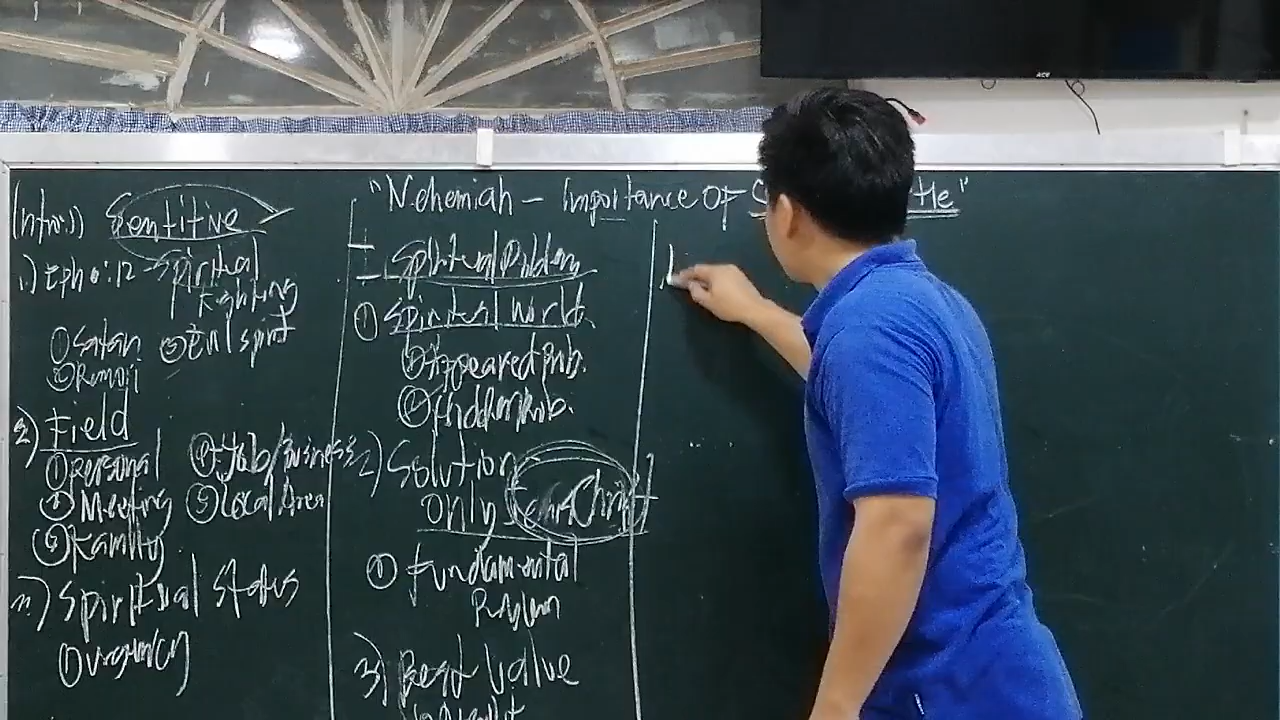 "Nehemiah – Importance Of
(Intro:)) Sentitive
1.) Eph 6:12 – Spiritual
Fighting
① Satan ③ Evil spirit
②
2.) Field
① Personal ④ Job/Business
② Meeting ⑤ Local Area
③ Family
Spiritual status
① Urgency
I Spiritual Problem
① Spiritual World.
① Appeared Prob.
② Hidden Prob.
2) Solution
Only Jesus Christ
① Fundamental
Problem
3) Best Value
ACE